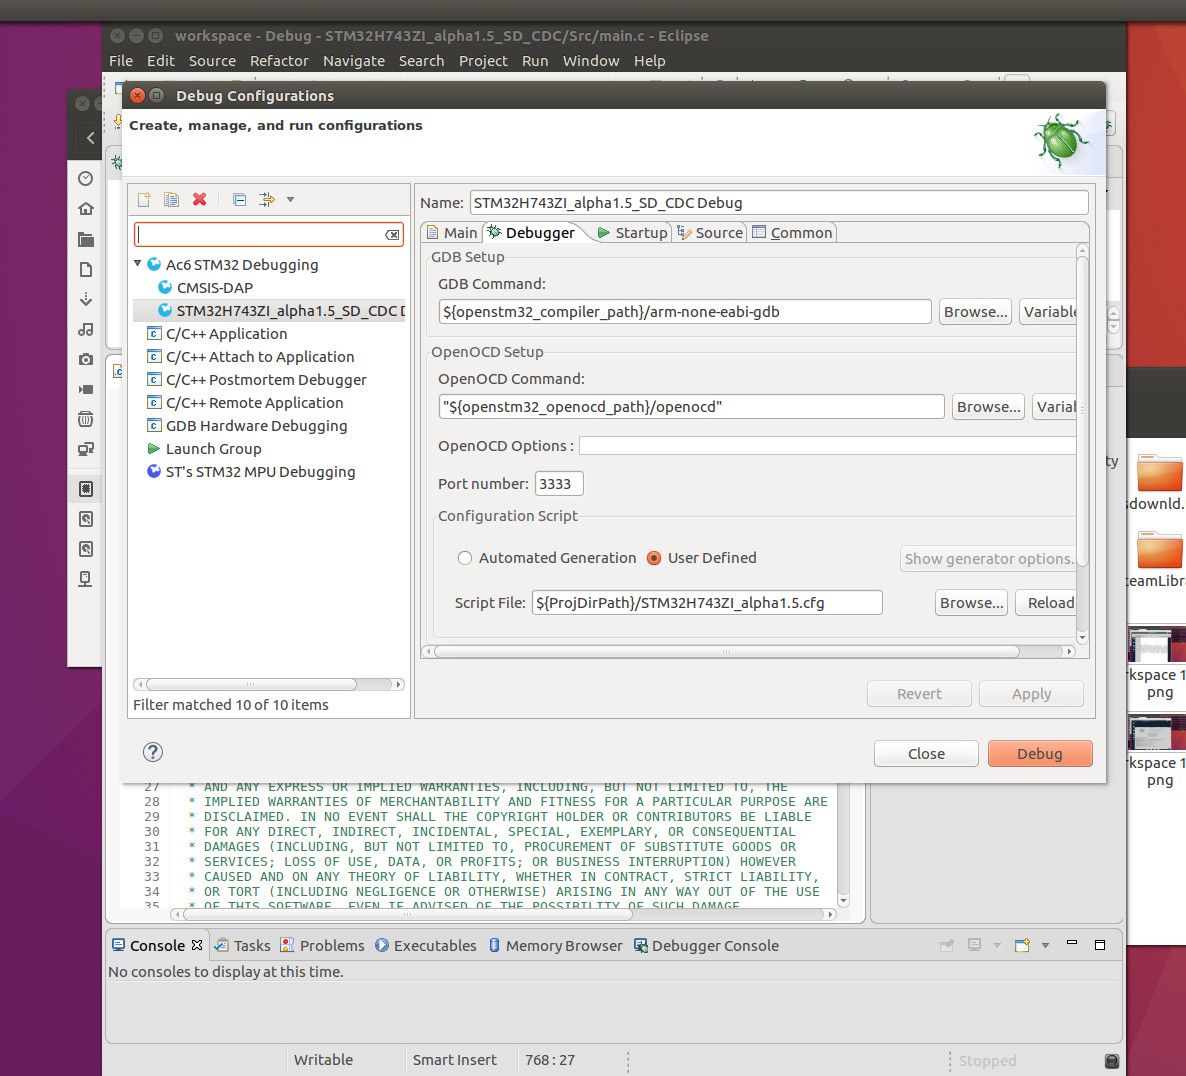 workspace - Debug - STM32H743ZI_alpha1.5_SD_CDC/Src/main.c - Eclipse
File Edit Source Refactor Navigate Search Project Run Window Help
Debug Configurations
Create, manage, and run configurations
Name: STM32H743ZI_alpha1.5_SD_CDC Debug
Main Debugger Startup Source Common
Ac6 STM32 Debugging
CMSIS-DAP
STM32H743ZI_alpha1.5_SD_CDC
C/C++ Application
C/C++ Attach to Application
C/C++ Postmortem Debugger
C/C++ Remote Application
GDB Hardware Debugging
Launch Group
ST's STM32 MPU Debugging
Filter matched 10 of 10 items
GDB Setup
GDB Command:
${openstm32_compiler_path}/arm-none-eabi-gdb Browse... Variable
OpenOCD Setup
OpenOCD Command:
"${openstm32_openocd_path}/openocd" Browse... Varia
OpenOCD Options :
Port number: 3333
Configuration Script
Automated Generation User Defined Show generator options.
Script File: ${ProjDirPath}/STM32H743ZI_alpha1.5.cfg Browse... Reload
Revert Apply
Close Debug
ty
sdownld.
teamLibr
rkspace 1
png
rkspace 1
png
27 * AND ANY EXPRESS OR IMPLIED WARRANTIES, INCLUDING, BUT NOT LIMITED TO, THE
28 * IMPLIED WARRANTIES OF MERCHANTABILITY AND FITNESS FOR A PARTICULAR PURPOSE ARE
29 * DISCLAIMED. IN NO EVENT SHALL THE COPYRIGHT HOLDER OR CONTRIBUTORS BE LIABLE
30 * FOR ANY DIRECT, INDIRECT, INCIDENTAL, SPECIAL, EXEMPLARY, OR CONSEQUENTIAL
31 * DAMAGES (INCLUDING, BUT NOT LIMITED TO, PROCUREMENT OF SUBSTITUTE GOODS OR
32 * SERVICES; LOSS OF USE, DATA, OR PROFITS; OR BUSINESS INTERRUPTION) HOWEVER
33 * CAUSED AND ON ANY THEORY OF LIABILITY, WHETHER IN CONTRACT, STRICT LIABILITY,
34 * OR TORT (INCLUDING NEGLIGENCE OR OTHERWISE) ARISING IN ANY WAY OUT OF THE USE
35 * OF THIS SOFTWARE, EVEN IF ADVISED OF THE POSSIBILITY OF SUCH DAMAGE
Console Tasks Problems Executables Memory Browser Debugger Console
No consoles to display at this time.
Writable Smart Insert 768 : 27 Stopped